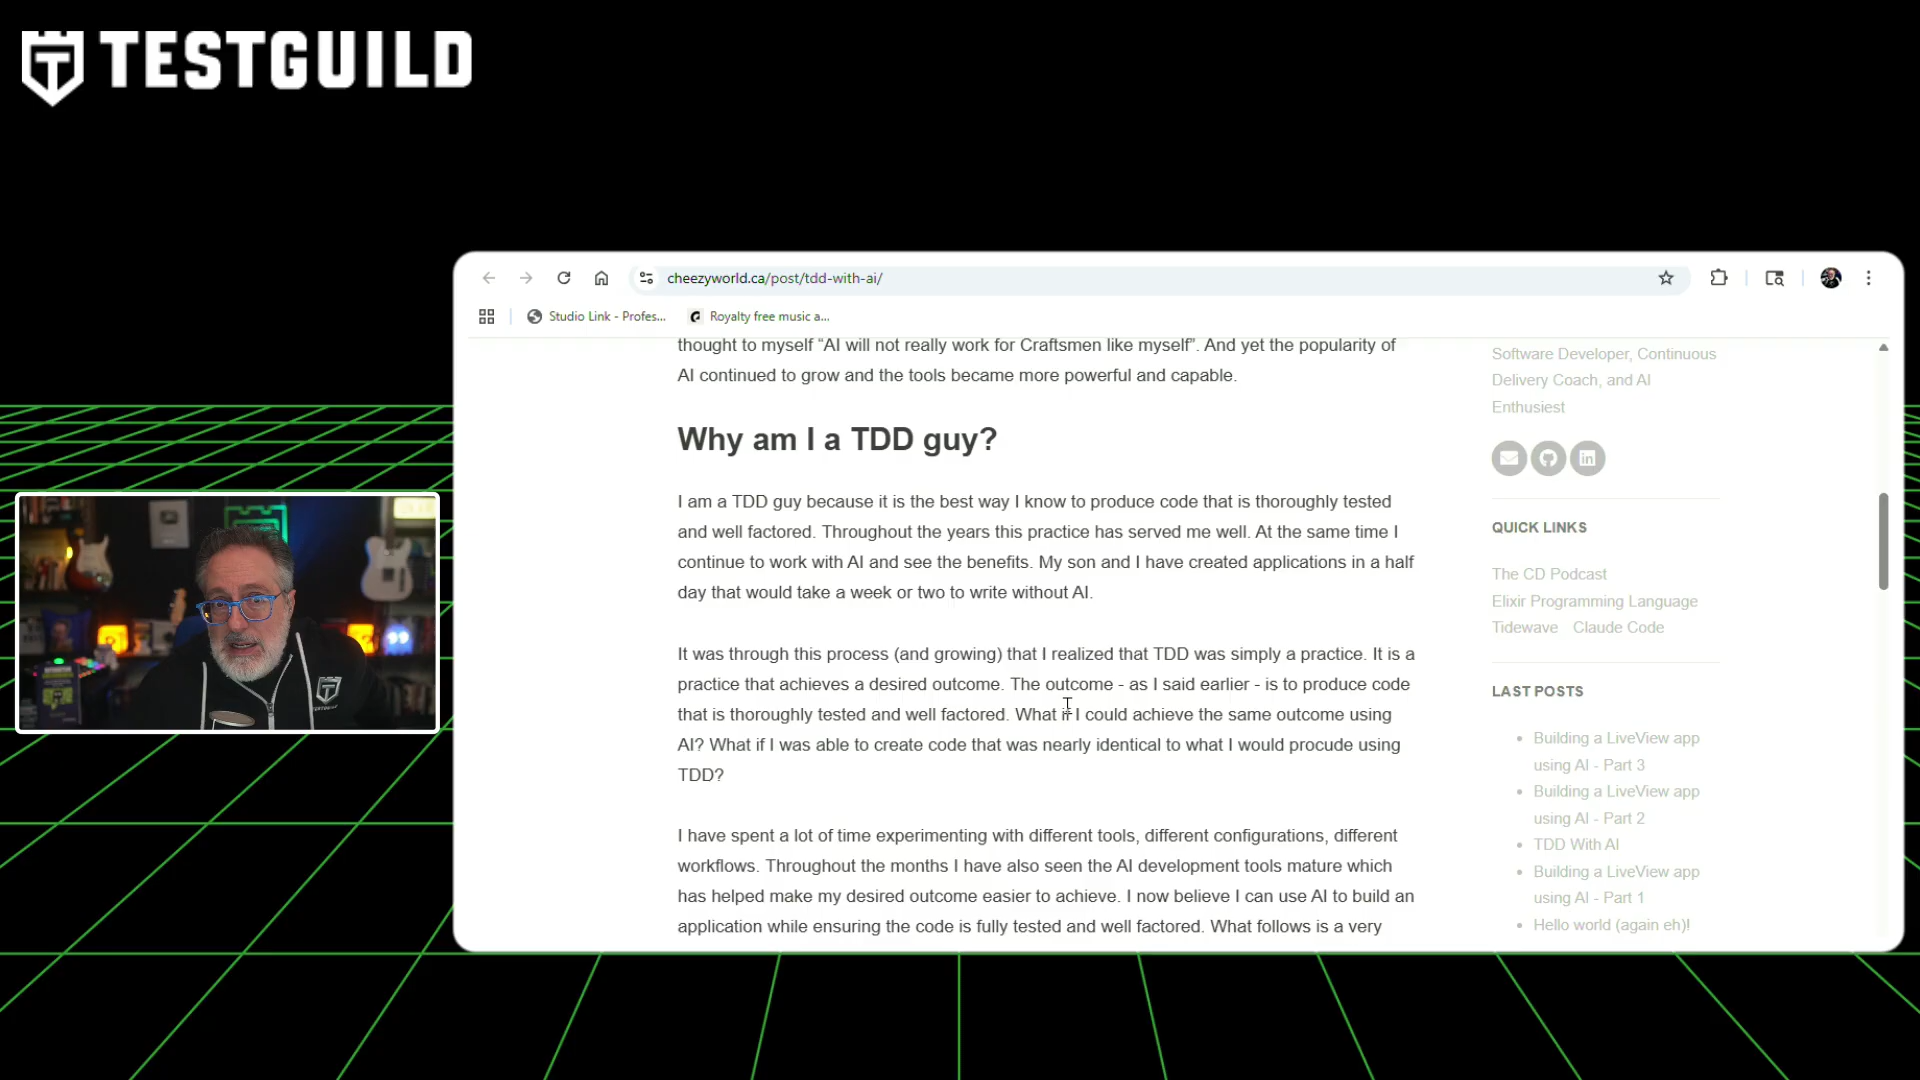 TESTGUILD
cheezyworld.ca/post/tdd-with-ai/
Studio Link - Profes...
Royalty free music a...
thought to myself “AI will not really work for Craftsmen like myself”. And yet the popularity of
AI continued to grow and the tools became more powerful and capable.
Why am I a TDD guy?
I am a TDD guy because it is the best way I know to produce code that is thoroughly tested
and well factored. Throughout the years this practice has served me well. At the same time I
continue to work with AI and see the benefits. My son and I have created applications in a half
day that would take a week or two to write without AI.
It was through this process (and growing) that I realized that TDD was simply a practice. It is a
practice that achieves a desired outcome. The outcome - as I said earlier - is to produce code
that is thoroughly tested and well factored. What if I could achieve the same outcome using
AI? What if I was able to create code that was nearly identical to what I would procude using
TDD?
I have spent a lot of time experimenting with different tools, different configurations, different
workflows. Throughout the months I have also seen the AI development tools mature which
has helped make my desired outcome easier to achieve. I now believe I can use AI to build an
application while ensuring the code is fully tested and well factored. What follows is a very
Software Developer, Continuous
Delivery Coach, and AI
Enthusiast
QUICK LINKS
The CD Podcast
Elixir Programming Language
Tidewave Claude Code
LAST POSTS
Building a LiveView app
using AI - Part 3
Building a LiveView app
using AI - Part 2
TDD With AI
Building a LiveView app
using AI - Part 1
Hello world (again eh)!